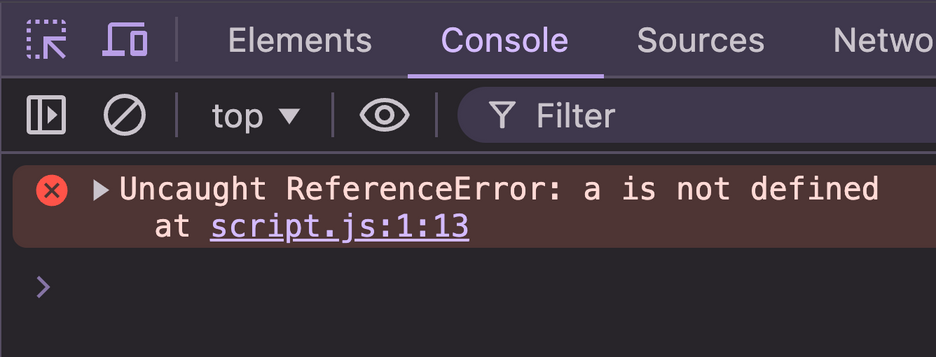 Elements Console Sources Netwo
top Filter
Uncaught ReferenceError: a is not defined
at script.js:1:13